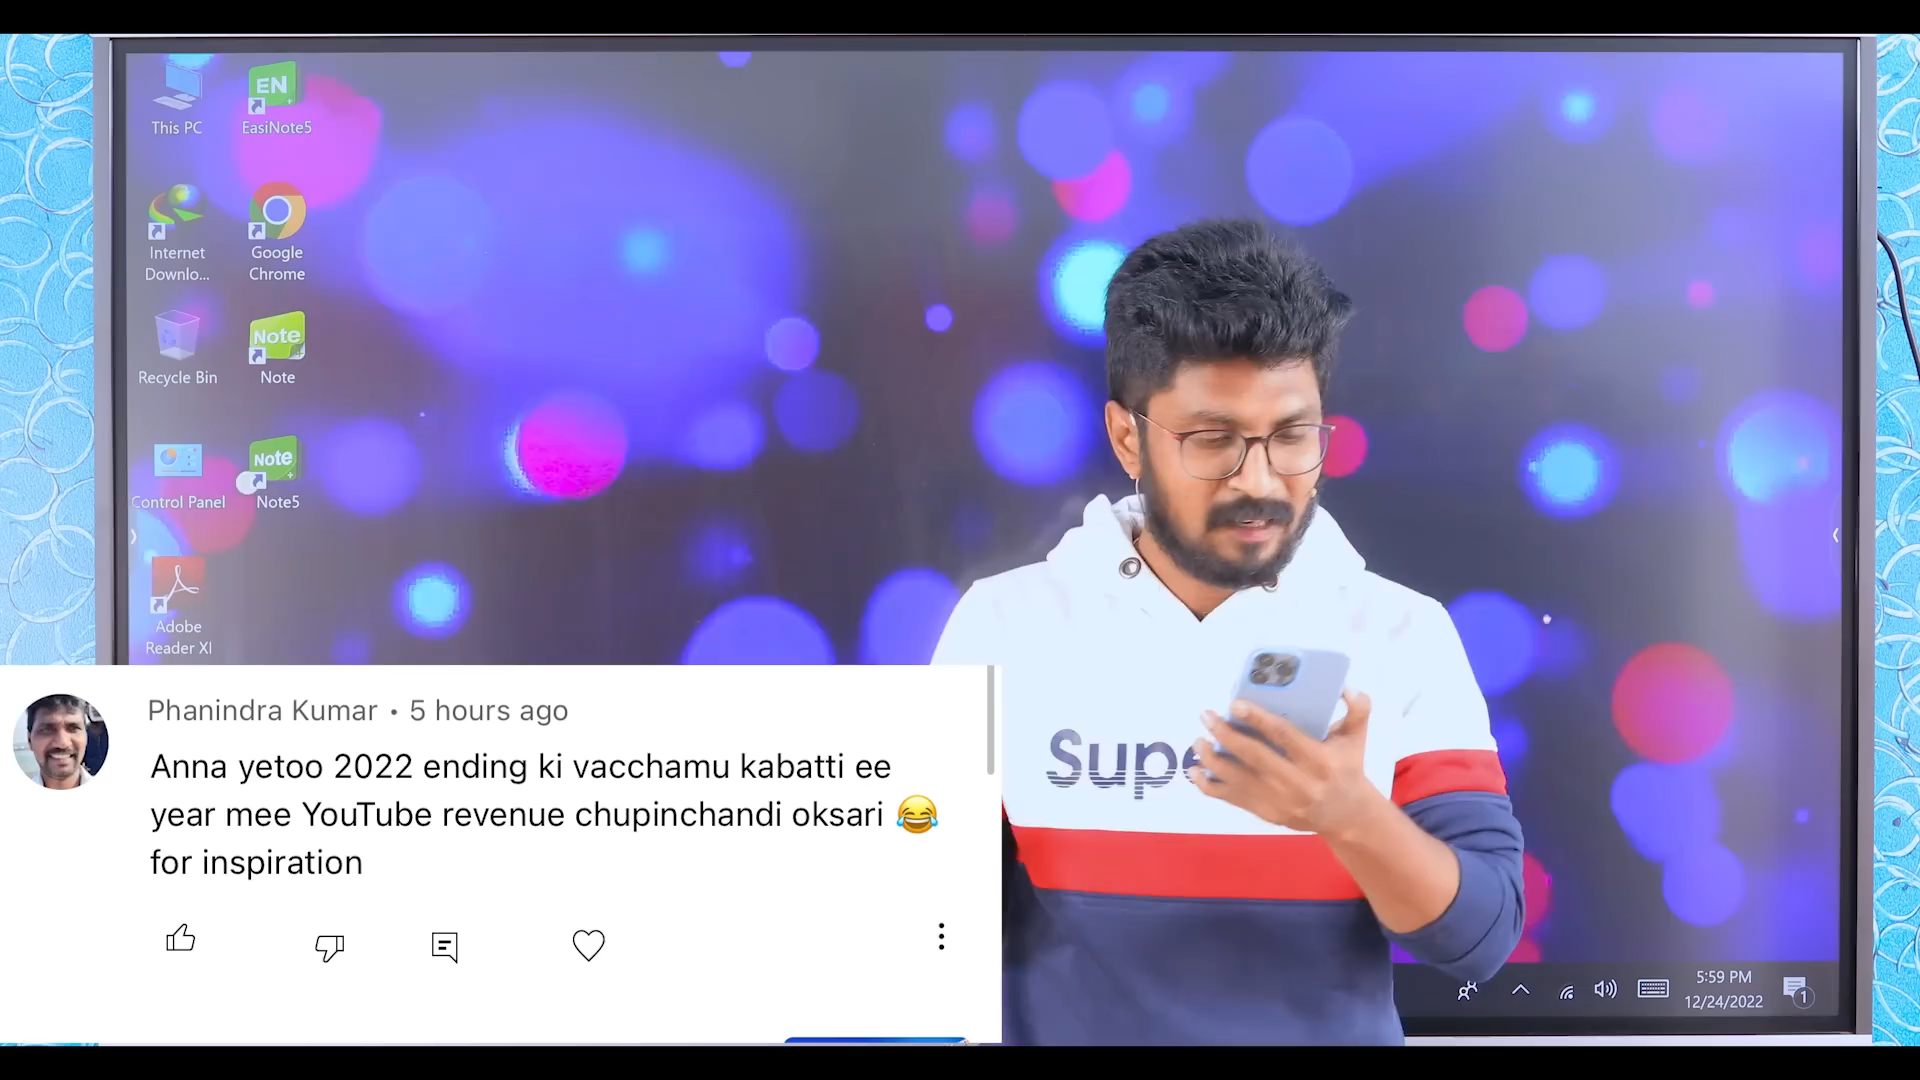 This PC
EN
EasiNote5
Internet
Downlo...
Google
Chrome
Recycle Bin
Note
Note
Control Panel
Note
Note5
Adobe
Reader XI
Supe
Phanindra Kumar • 5 hours ago
Anna yetoo 2022 ending ki vacchamu kabatti ee
year mee YouTube revenue chupinchandi oksari 😂
for inspiration
5:59 PM
12/24/2022
1